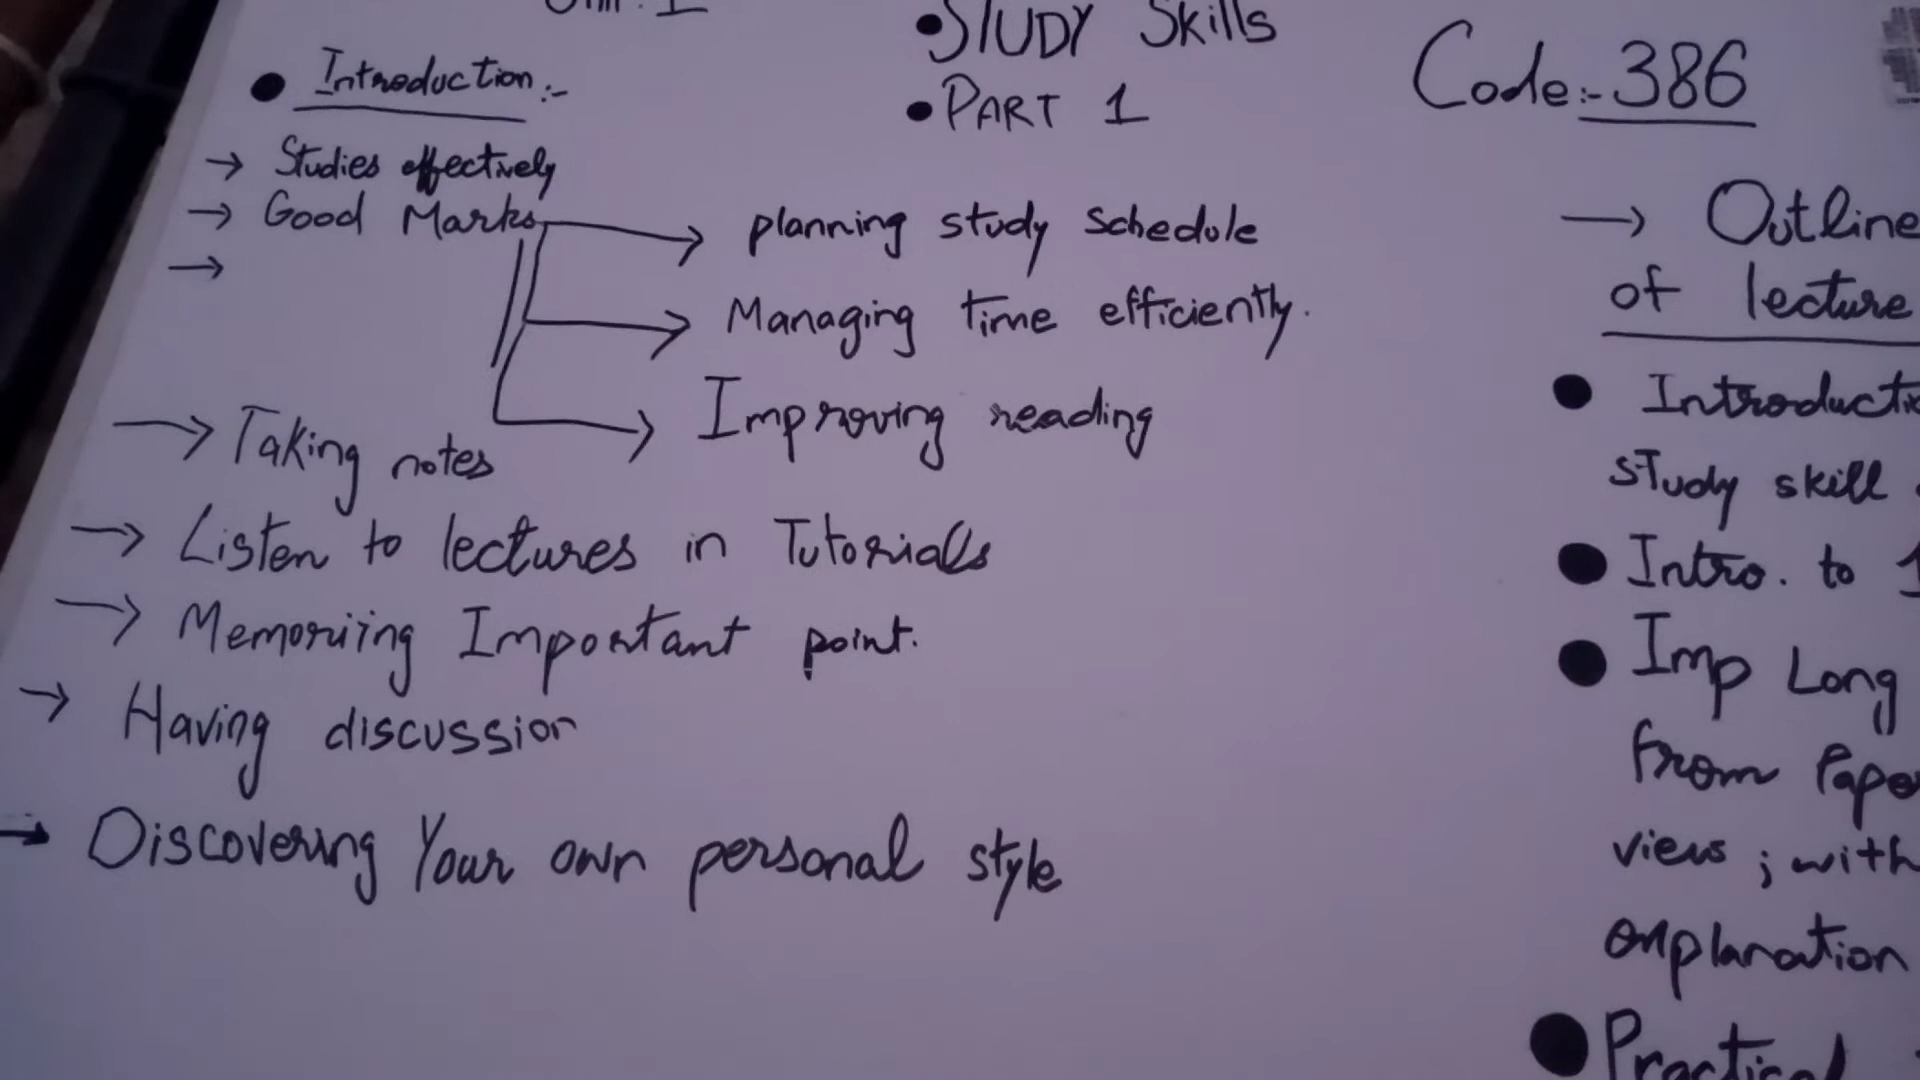 Unit: I
• STUDY Skills
• PART 1
Code:- 386
• Introduction:-
→ Studies effectively
→ Good Marks
→
→ planning study schedule
→ Managing time efficiently.
→ Improving reading
→ Taking notes
→ Listen to lectures in Tutorials
→ Memoriing Important point.
→ Having discussion
→ Discovering Your own personal style
→ Outline
of lecture
• Introductio
study skill
• Intro. to 1
• Imp Long
from Pape
view ; with
explanation
• Practical